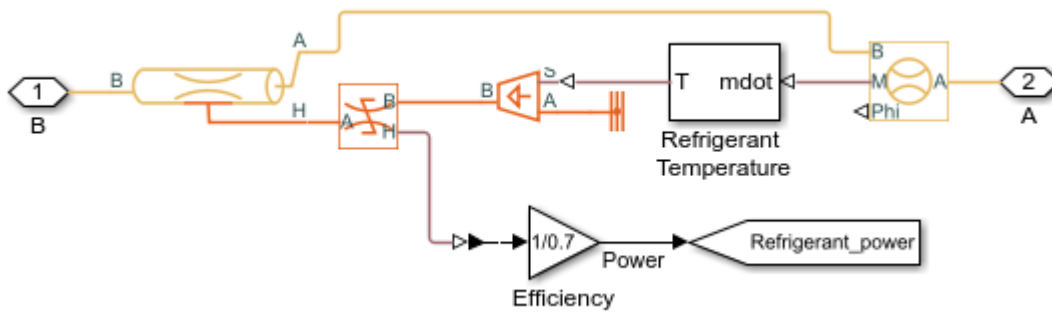 A
B
1
B
H
A
B
H
B
S
A
T
mdot
Refrigerant
Temperature
B
M
A
Phi
2
A
1/0.7
Efficiency
Power
Refrigerant_power